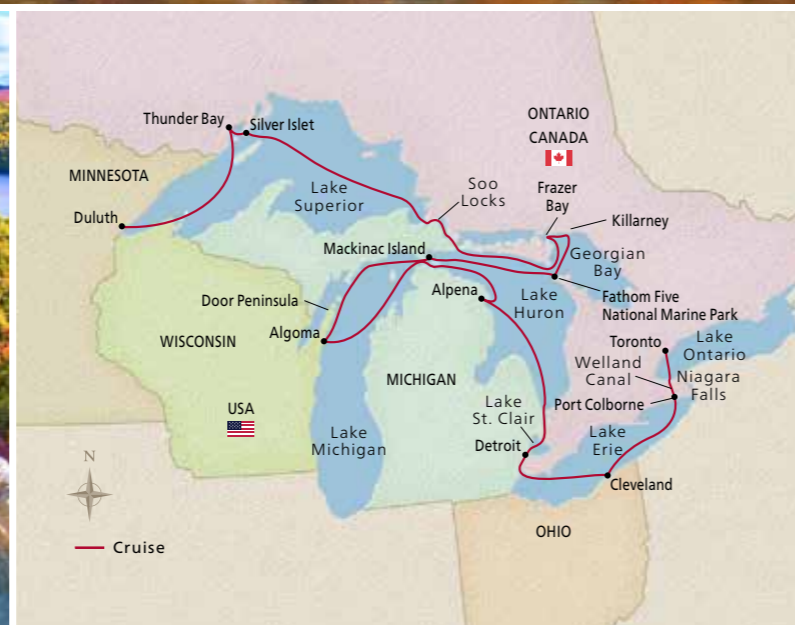 Thunder Bay
Silver Islet
ONTARIO
CANADA
MINNESOTA
Lake
Superior
Soo
Locks
Frazer
Bay
Killarney
Duluth
Mackinac Island
Georgian
Bay
Door Peninsula
Alpena
Lake
Huron
Fathom Five
National Marine Park
WISCONSIN
Algoma
Toronto
Lake
Ontario
MICHIGAN
Welland
Canal
Niagara
Falls
USA
Lake
St. Clair
Port Colborne
Lake
Michigan
Detroit
Lake
Erie
Cleveland
N
Cruise
OHIO